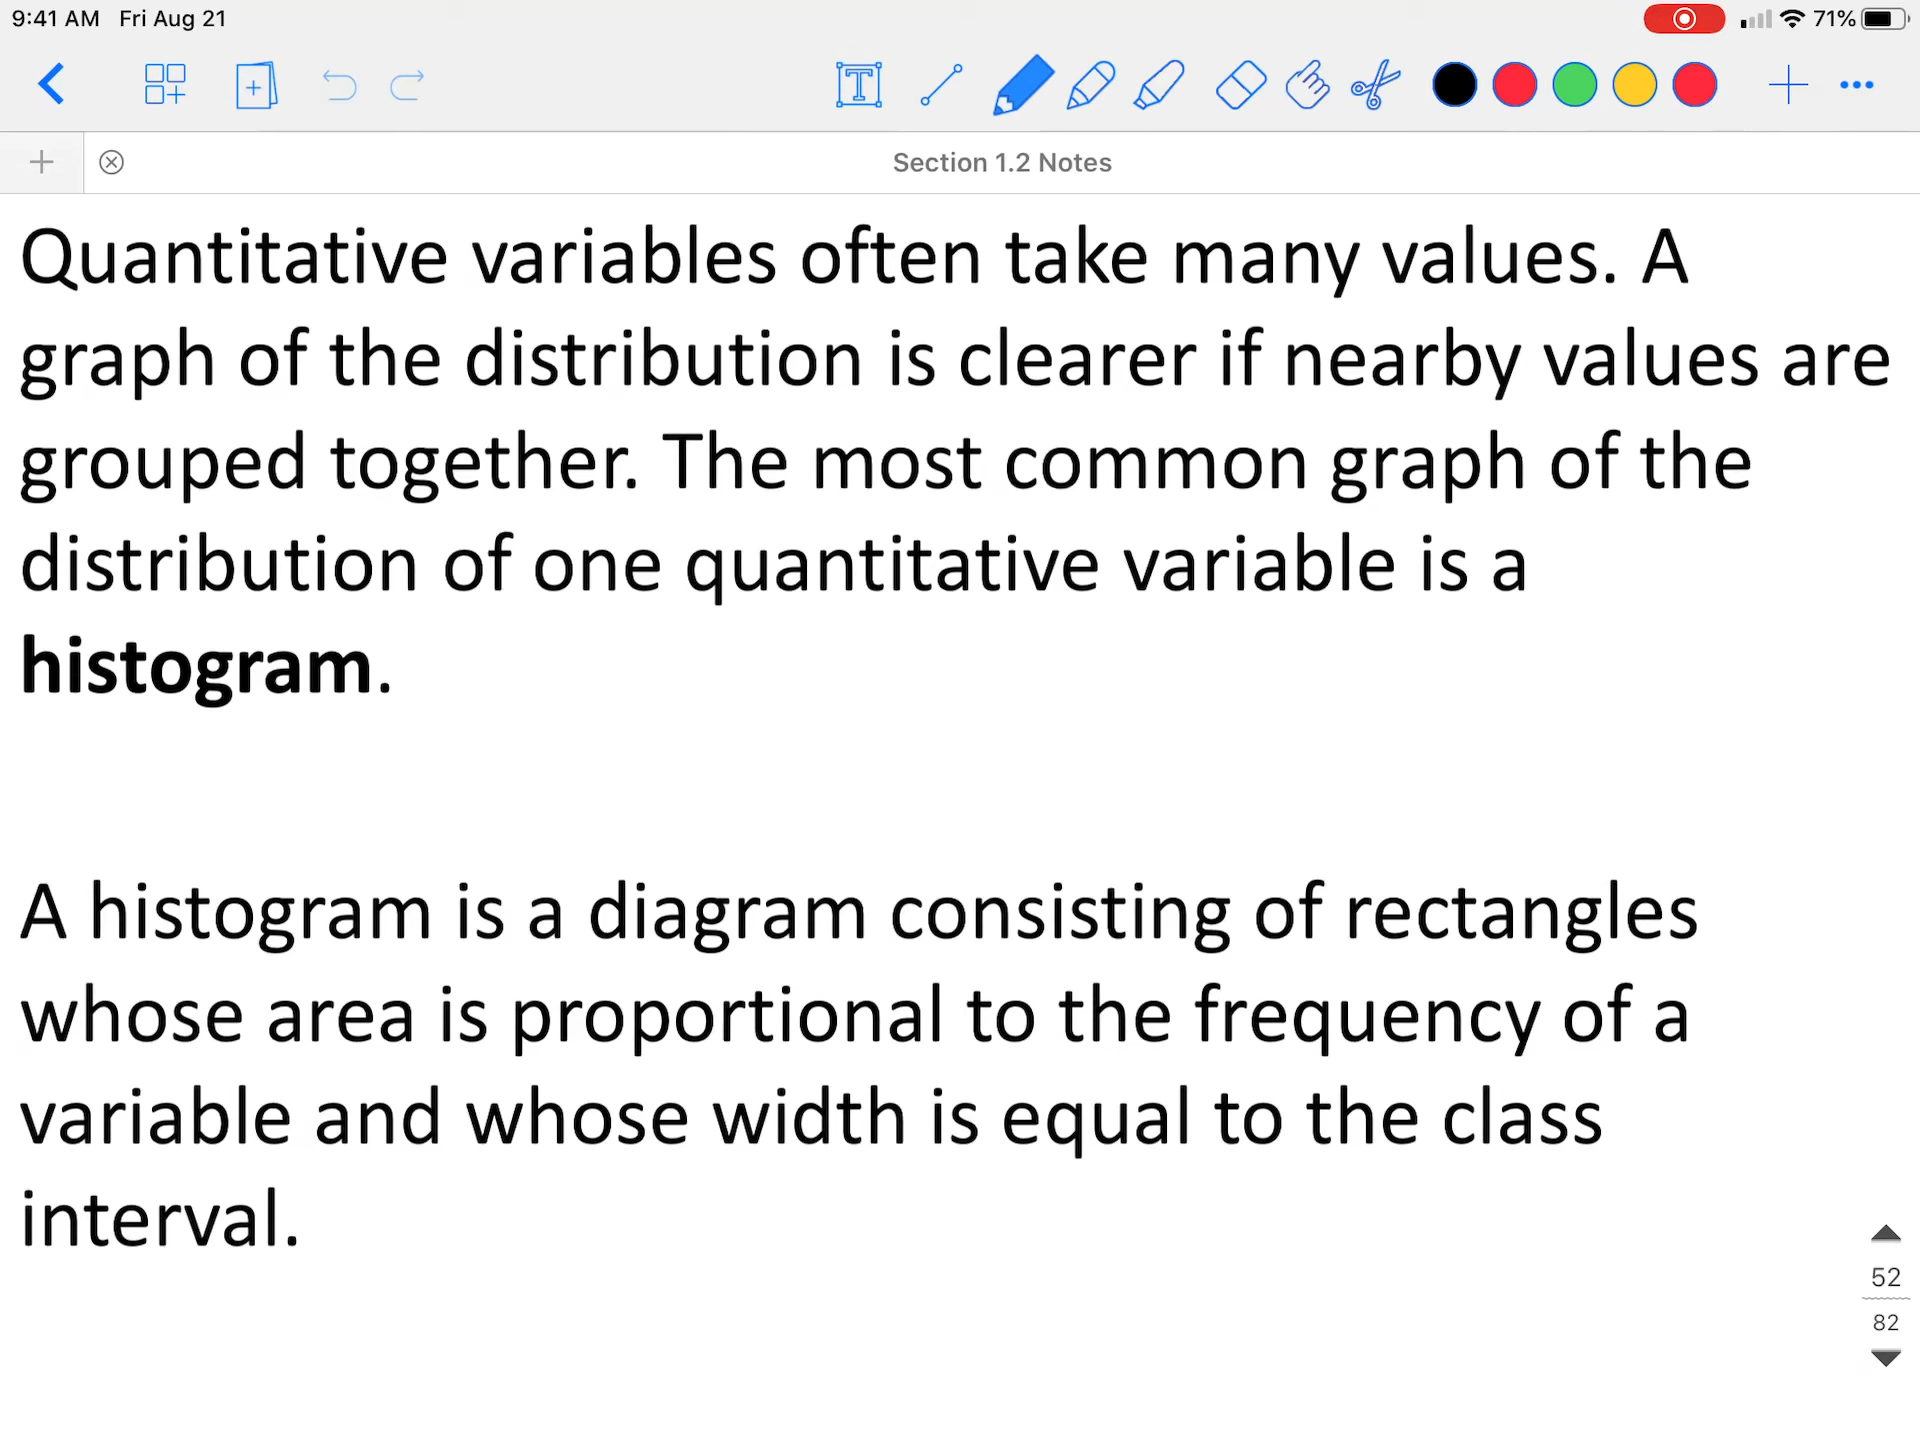 9:41 AM Fri Aug 21
71%
Section 1.2 Notes
Quantitative variables often take many values. A
graph of the distribution is clearer if nearby values are
grouped together. The most common graph of the
distribution of one quantitative variable is a
histogram.
A histogram is a diagram consisting of rectangles
whose area is proportional to the frequency of a
variable and whose width is equal to the class
interval.
52
82